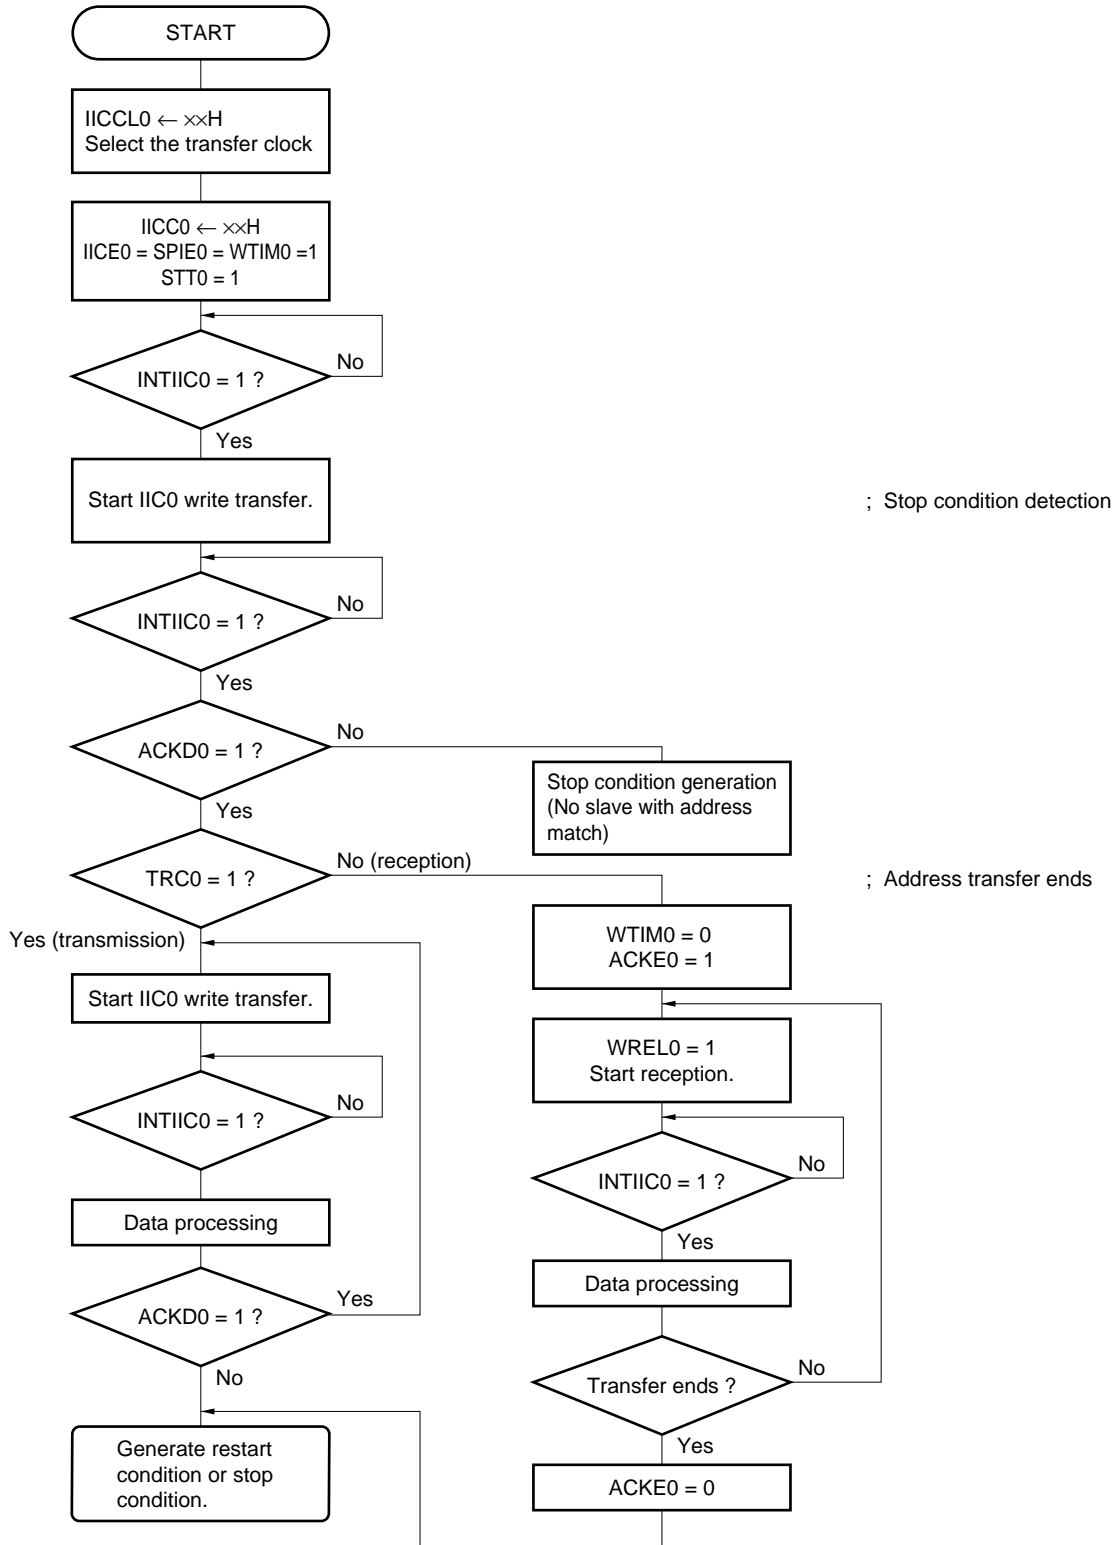 START
IICCL0 ← ××H
Select the transfer clock
IICC0 ← ××H
IICE0 = SPIE0 = WTIM0 =1
STT0 = 1
INTIIC0 = 1 ?
No
Yes
Start IIC0 write transfer.
; Stop condition detection
INTIIC0 = 1 ?
No
Yes
ACKD0 = 1 ?
No
Stop condition generation
(No slave with address
match)
Yes
TRC0 = 1 ?
No (reception)
; Address transfer ends
Yes (transmission)
WTIM0 = 0
ACKE0 = 1
Start IIC0 write transfer.
WREL0 = 1
Start reception.
INTIIC0 = 1 ?
No
INTIIC0 = 1 ?
No
Yes
Data processing
Data processing
ACKD0 = 1 ?
Yes
No
Transfer ends ?
No
Yes
Generate restart
condition or stop
condition.
ACKE0 = 0